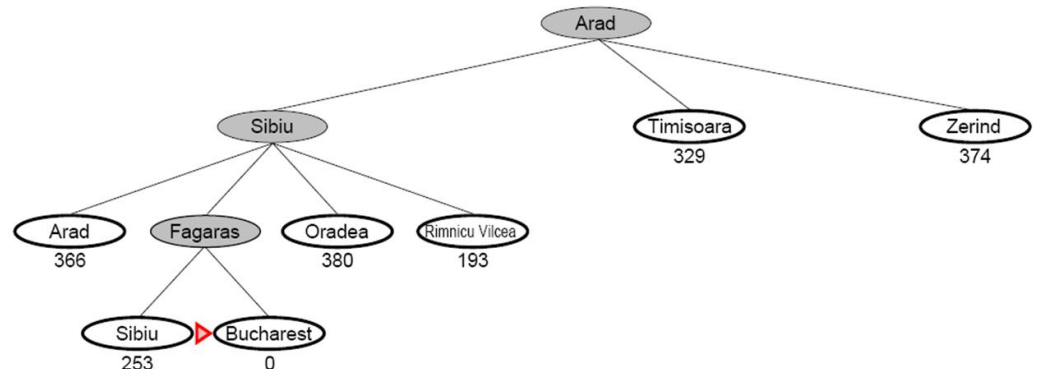 Arad
Sibiu
Timisoara
Zerind
329
374
Arad
Fagaras
Oradea
Rimnicu Vilcea
366
380
193
Sibiu
Bucharest
253
0